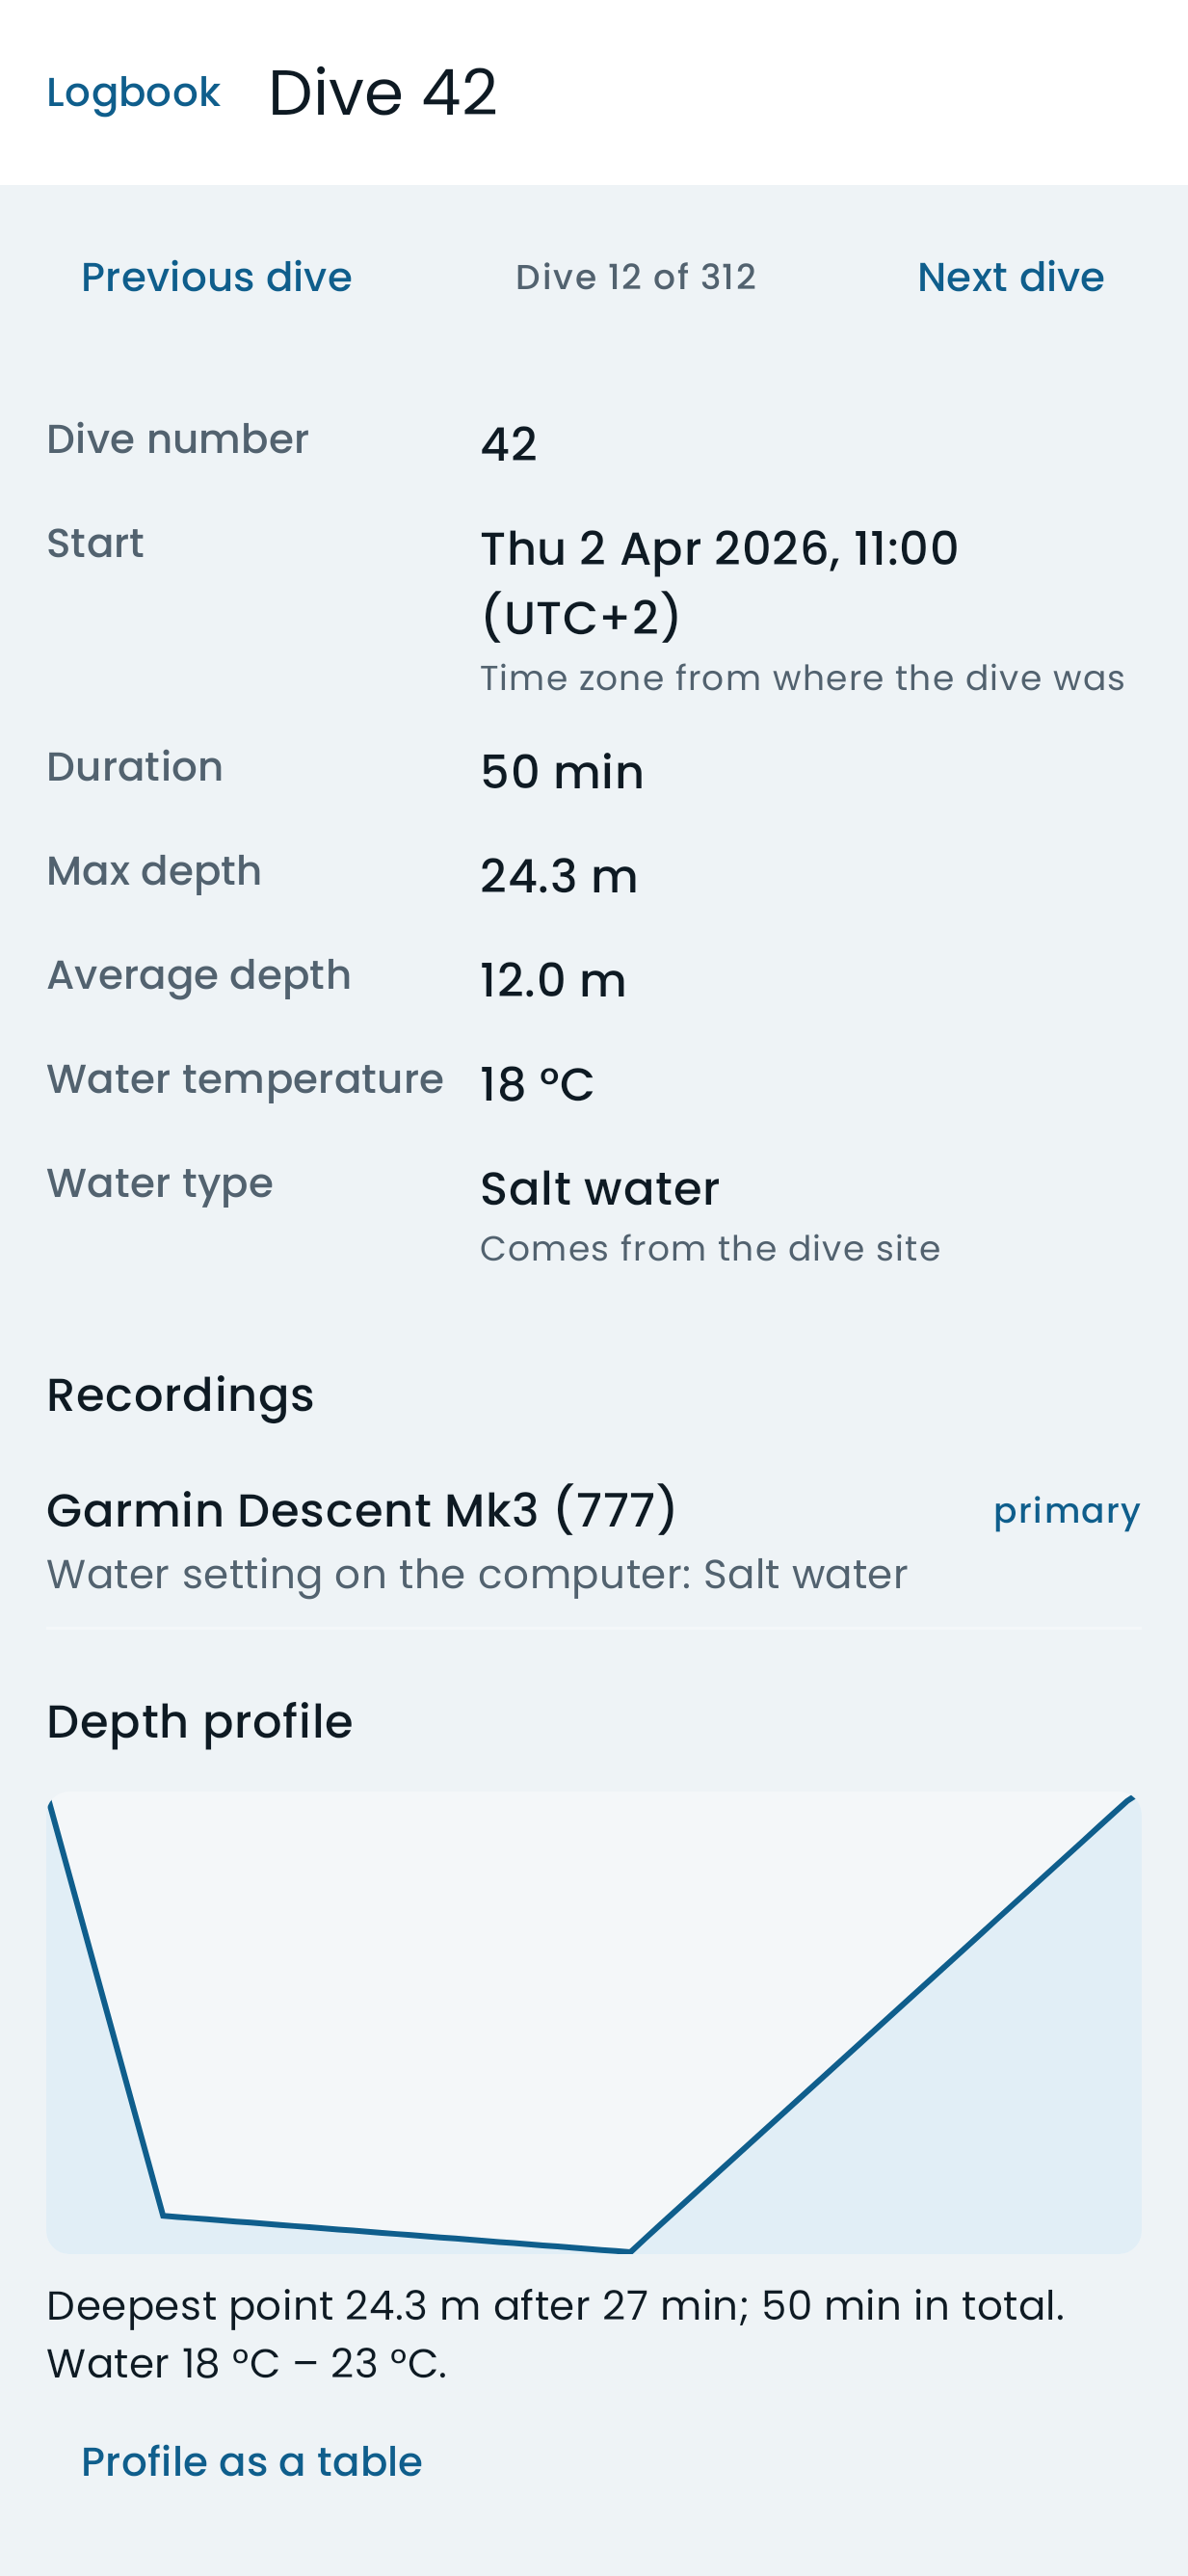 Logbook Dive 42
Previous dive Dive 12 of 312 Next dive
Dive number 42
Start Thu 2 Apr 2026, 11:00
(UTC+2)
Time zone from where the dive was
Duration 50 min
Max depth 24.3 m
Average depth 12.0 m
Water temperature 18 °C
Water type Salt water
Comes from the dive site
Recordings
Garmin Descent Mk3 (777) primary
Water setting on the computer: Salt water
Depth profile
Deepest point 24.3 m after 27 min; 50 min in total.
Water 18 °C – 23 °C.
Profile as a table